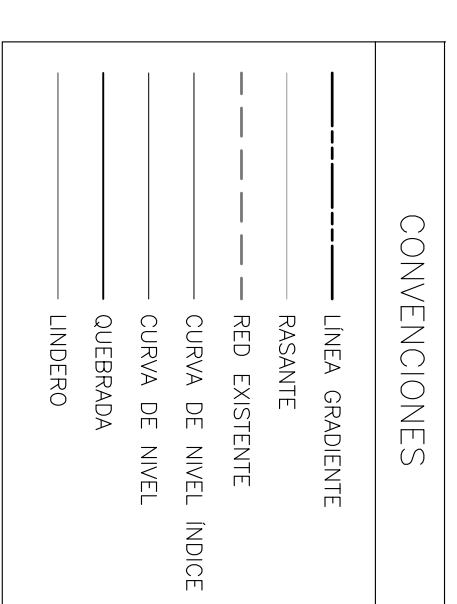 CONVENCIONES
LÍNEA GRADIENTE
RASANTE
RED EXISTENTE
CURVA DE NIVEL ÍNDICE
CURVA DE NIVEL
QUEBRADA
LINDERO